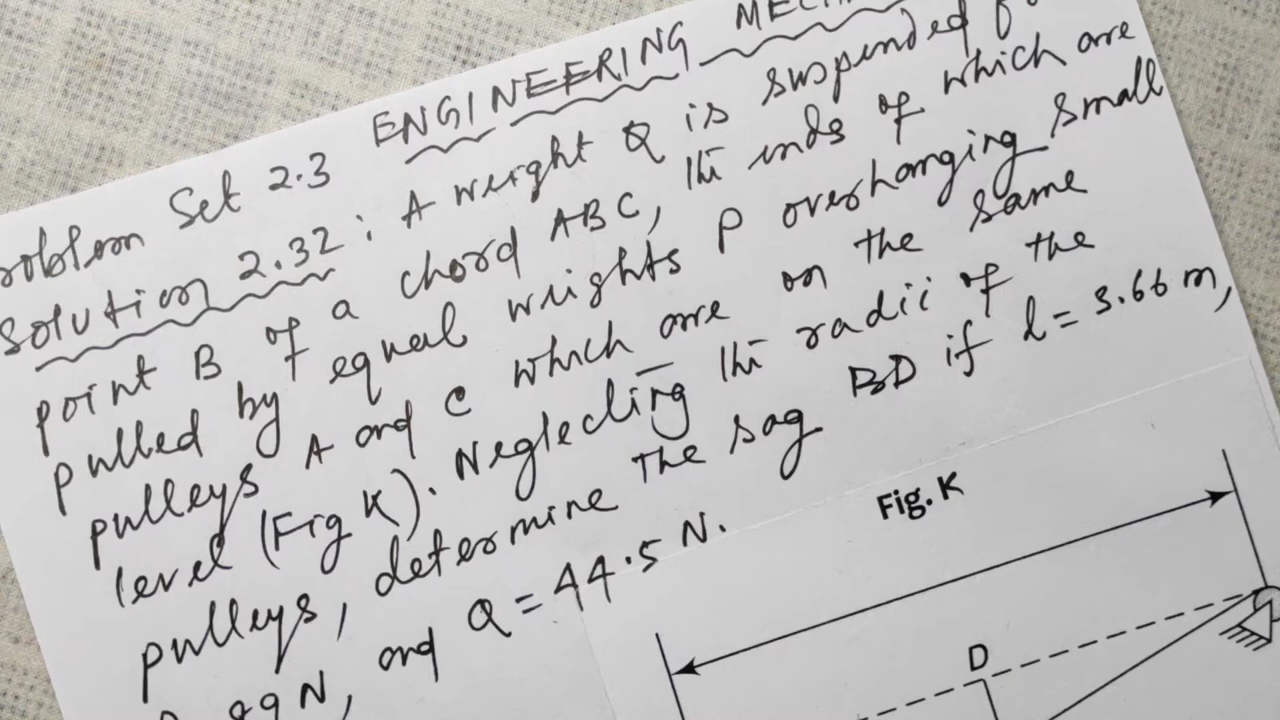 ENGINEERING
Set 2.3
Solution 2.32 : A weight Q is suspended
point B of a chord ABC, the ends of which are
pulled by equal weights P overhanging small
pulleys A and C which are on the same
level (Fig K). Neglecting the radii of the
pulleys, determine the sag BD if l = 3.66 m,
89 N, and Q = 44.5 N.
Fig. K
D